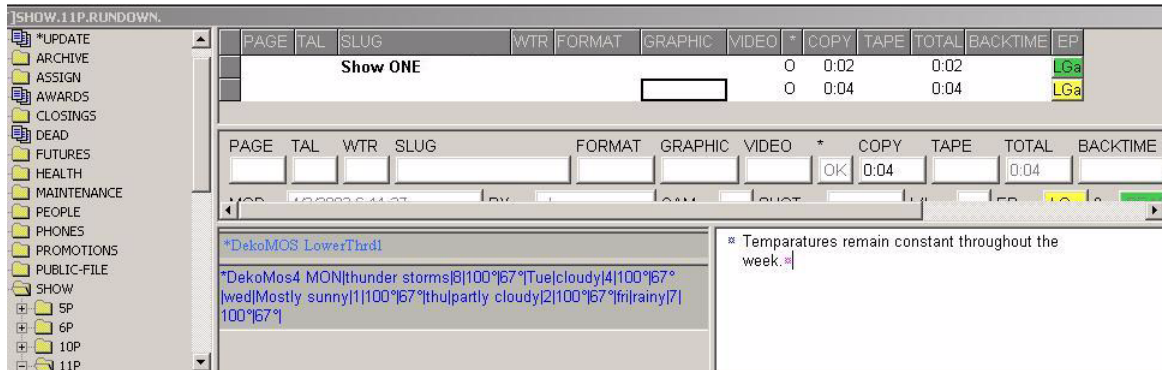 ]SHOW.11P.RUNDOWN.
*UPDATE
ARCHIVE
ASSIGN
AWARDS
CLOSINGS
DEAD
FUTURES
HEALTH
MAINTENANCE
PEOPLE
PHONES
PROMOTIONS
PUBLIC-FILE
SHOW
5P
6P
10P
11P
PAGE TAL SLUG WTR FORMAT GRAPHIC VIDEO * COPY TAPE TOTAL BACKTIME EP
Show ONE O 0:02 0:02 LGa
O 0:04 0:04 LGa
PAGE TAL WTR SLUG FORMAT GRAPHIC VIDEO * COPY TAPE TOTAL BACKTIME
OK 0:04 0:04
*DekoMOS LowerThrd1
*DekoMos4 MON|thunder storms|8|100°|67°|Tue|cloudy|4|100°|67°
|wed|Mostly sunny|1|100°|67°|thu|partly cloudy|2|100°|67°|fri|rainy|7|
100°|67°|
¤ Temparatures remain constant throughout the
week.¤